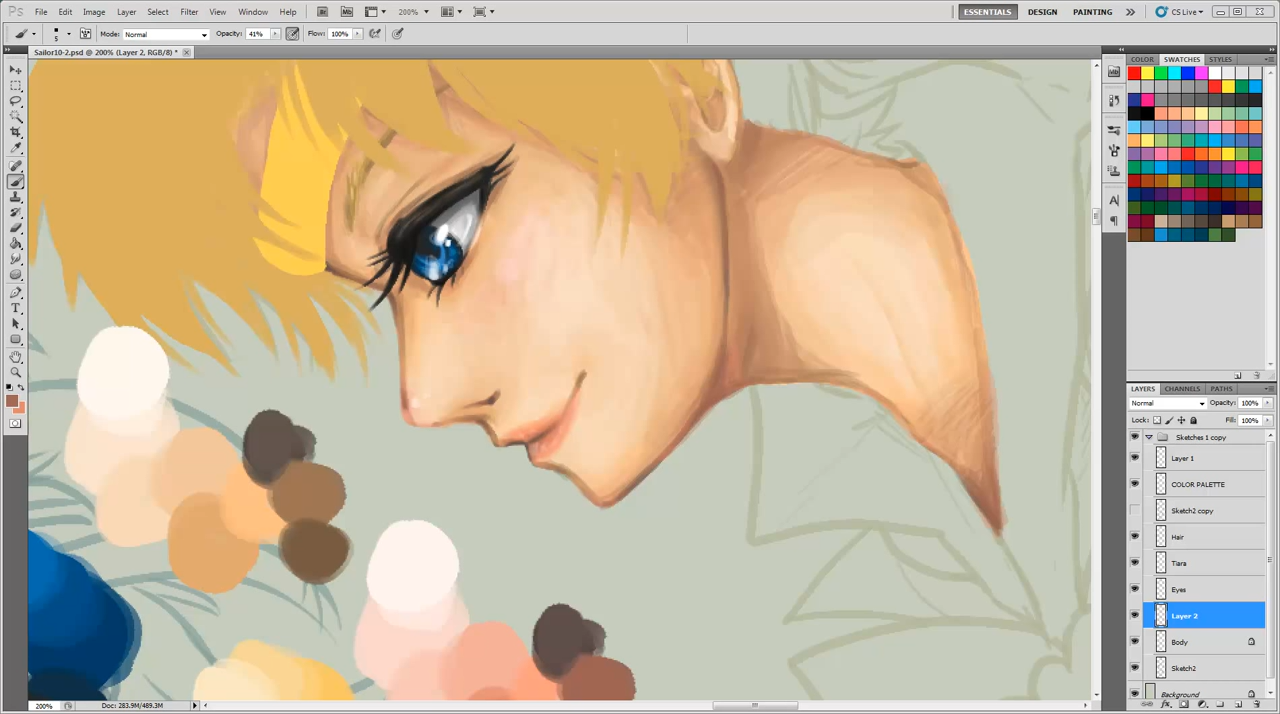 Ps File Edit Image Layer Select Filter Analysis View Window Help 200% ESSENTIALS DESIGN PAINTING CS Live
5 Mode: Normal Opacity: 41% Flow: 100%
Sailor10-2.psd @ 200% (Layer 2, RGB/8) *
COLOR SWATCHES STYLES
LAYERS CHANNELS PATHS
Normal Opacity: 100%
Lock: Fill: 100%
Sketches 1 copy
Layer 1
COLOR PALETTE
Sketch2 copy
Hair
Tiara
Eyes
Layer 2
Body
Sketch2
Background
200% Doc: 283.9M/489.3M